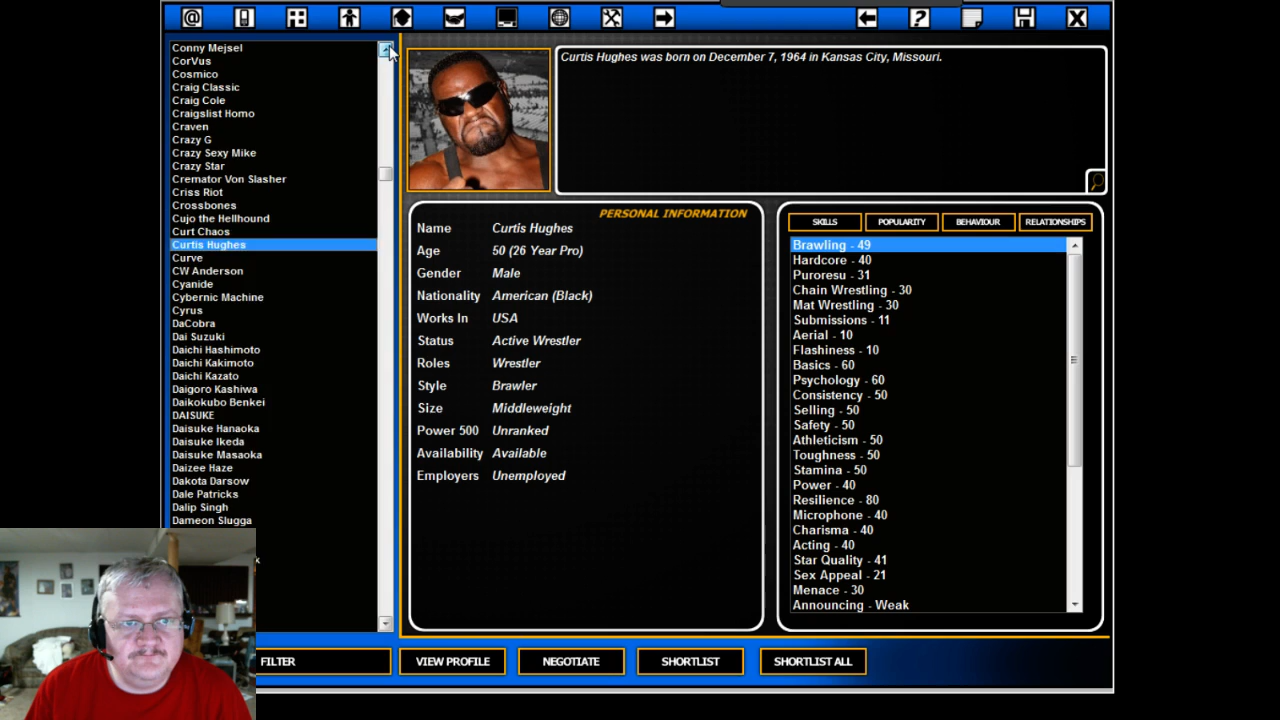 Conny Mejsel
CorVus
Cosmico
Craig Classic
Craig Cole
Craigslist Homo
Craven
Crazy G
Crazy Sexy Mike
Crazy Star
Cremator Von Slasher
Criss Riot
Crossbones
Cujo the Hellhound
Curt Chaos
Curtis Hughes
Curve
CW Anderson
Cyanide
Cybernic Machine
Cyrus
DaCobra
Dai Suzuki
Daichi Hashimoto
Daichi Kakimoto
Daichi Kazato
Daigoro Kashiwa
Daikokubo Benkei
DAISUKE
Daisuke Hanaoka
Daisuke Ikeda
Daisuke Masaoka
Daizee Haze
Dakota Darsow
Dale Patricks
Dalip Singh
Dameon Slugga
FILTER
Curtis Hughes was born on December 7, 1964 in Kansas City, Missouri.
PERSONAL INFORMATION
Name Curtis Hughes
Age 50 (26 Year Pro)
Gender Male
Nationality American (Black)
Works In USA
Status Active Wrestler
Roles Wrestler
Style Brawler
Size Middleweight
Power 500 Unranked
Availability Available
Employers Unemployed
SKILLS POPULARITY BEHAVIOUR RELATIONSHIPS
Brawling - 49
Hardcore - 40
Puroresu - 31
Chain Wrestling - 30
Mat Wrestling - 30
Submissions - 11
Aerial - 10
Flashiness - 10
Basics - 60
Psychology - 60
Consistency - 50
Selling - 50
Safety - 50
Athleticism - 50
Toughness - 50
Stamina - 50
Power - 40
Resilience - 80
Microphone - 40
Charisma - 40
Acting - 40
Star Quality - 41
Sex Appeal - 21
Menace - 30
Announcing - Weak
VIEW PROFILE NEGOTIATE SHORTLIST SHORTLIST ALL